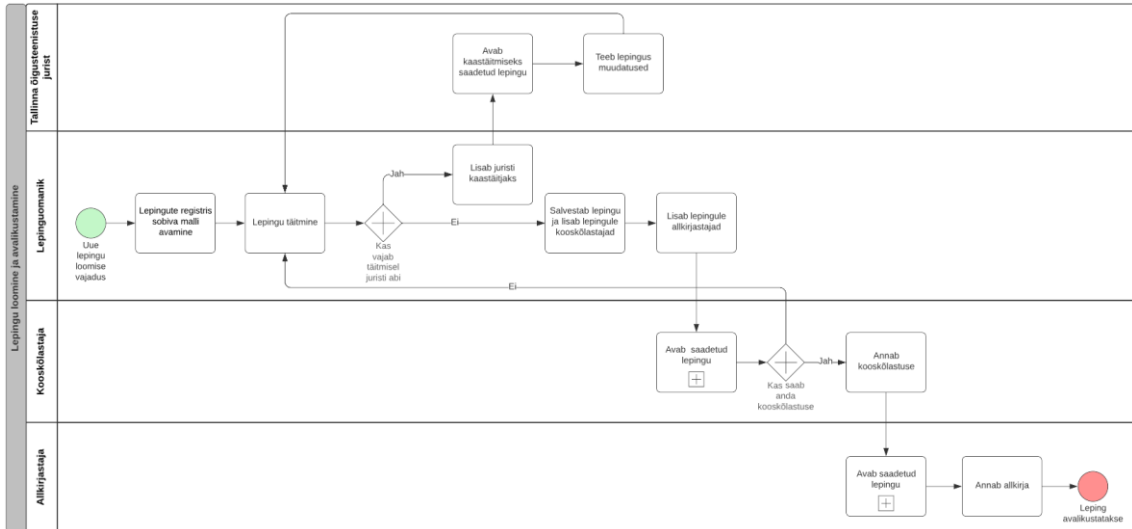 Lepingu loomine ja avalikustamine
Tallinna õigusteenistuse
jurist
Avab
kaastäitmiseks
saadetud lepingu
Teeb lepingus
muudatused
Lepinguomanik
Uue
lepingu
loomise
vajadus
Lepingute registris
sobiva malli
avamine
Lepingu täitmine
Kas
vajab
täitmisel
juristi abi
Jah
Lisab juristi
kaastäitjaks
Ei
Salvestab lepingu
ja lisab lepingule
kooskõlastajad
Lisab lepingule
allkirjastajad
Ei
Kooskõlastaja
Avab saadetud
lepingu
Kas saab
anda
kooskõlastuse
Jah
Annab
kooskõlastuse
Allkirjastaja
Avab saadetud
lepingu
Annab allkirja
Leping
avalikustatakse